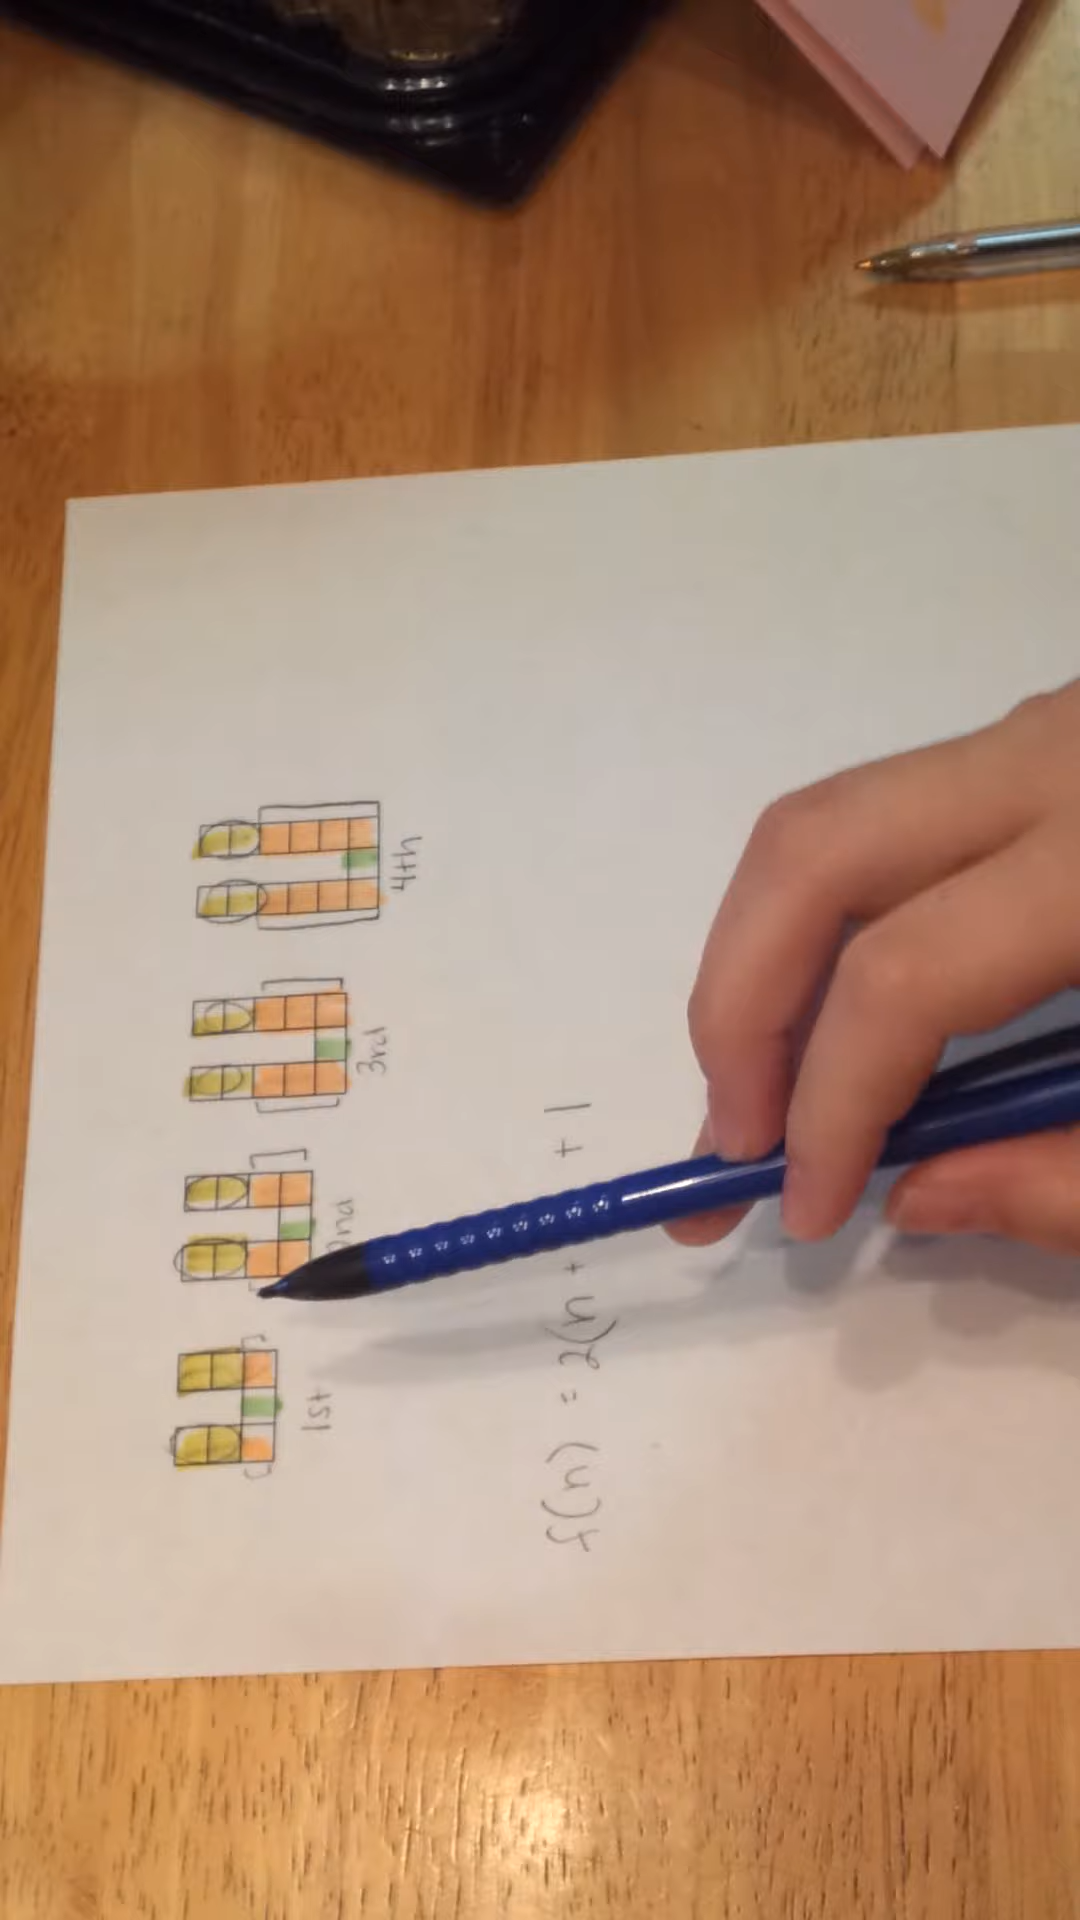 1st
2nd
3rd
4th
f(n) = 2(n + + 1